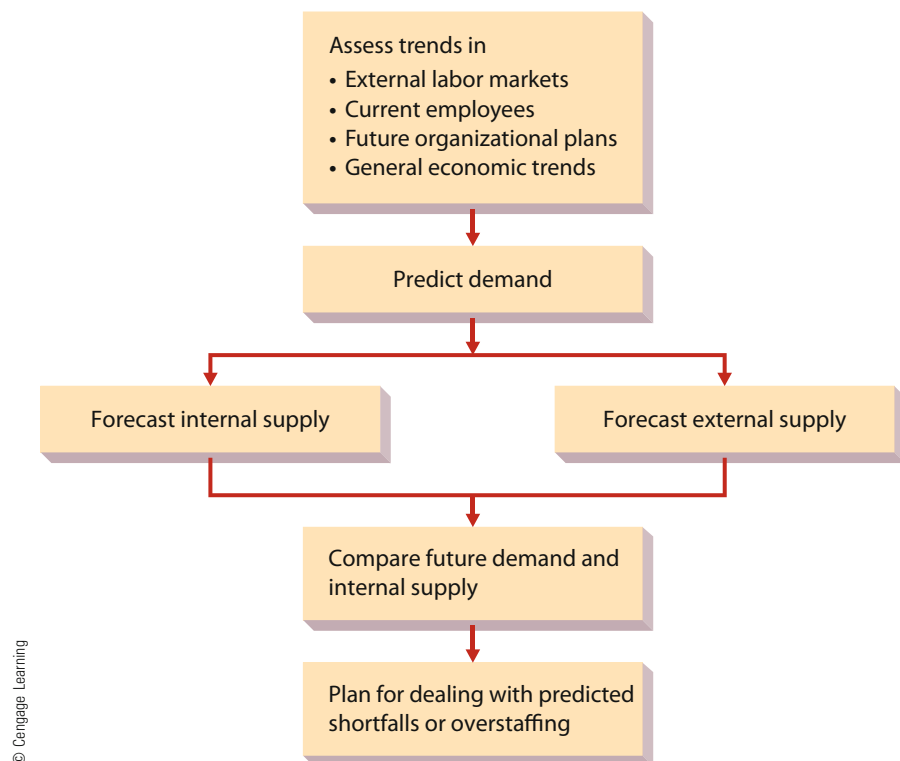 Assess trends in
• External labor markets
• Current employees
• Future organizational plans
• General economic trends
Predict demand
Forecast internal supply
Forecast external supply
Compare future demand and
internal supply
Plan for dealing with predicted
shortfalls or overstaffing
© Cengage Learning